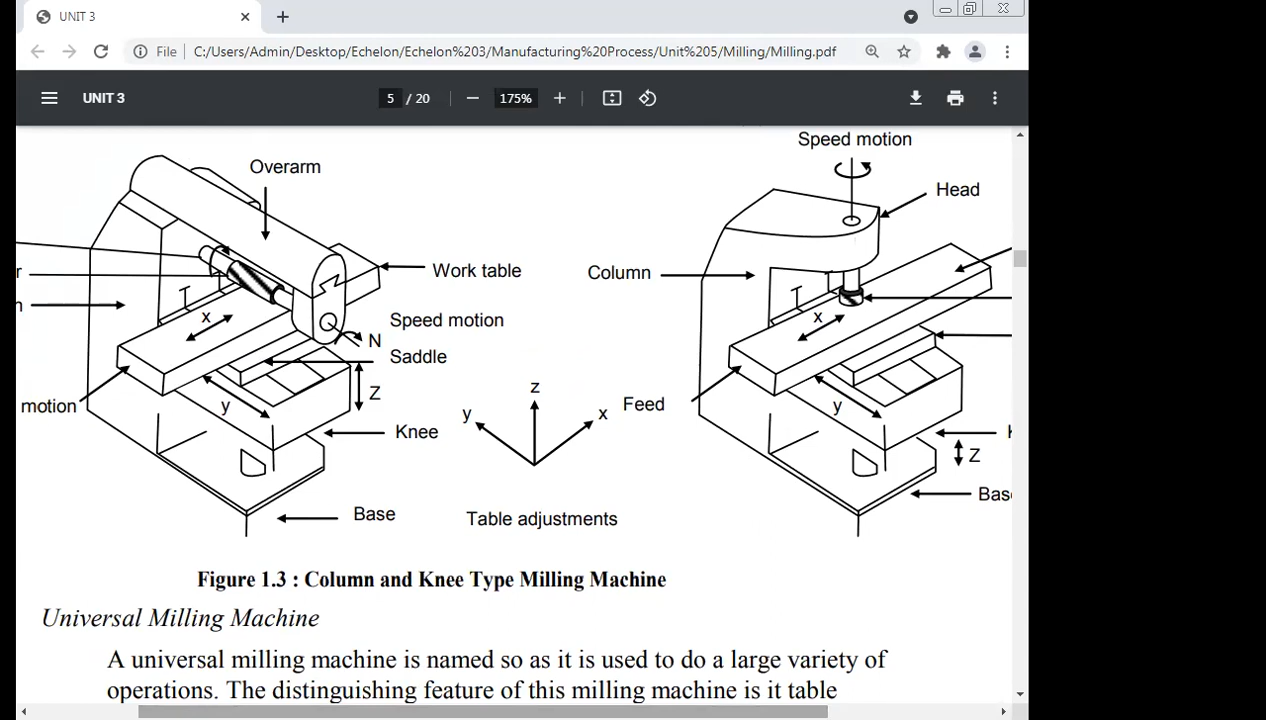 UNIT 3
File C:/Users/Admin/Desktop/Echelon/Echelon%203/Manufacturing%20Process/Unit%205/Milling/Milling.pdf
UNIT 3
5 / 20
175%
Speed motion
Overarm
Head
r
Work table
Column
n
x
Speed motion
x
N
Saddle
z
Z
motion
y
y
x
Feed
y
Knee
Z
Base
Base
Table adjustments
Figure 1.3 : Column and Knee Type Milling Machine
Universal Milling Machine
A universal milling machine is named so as it is used to do a large variety of
operations. The distinguishing feature of this milling machine is it table